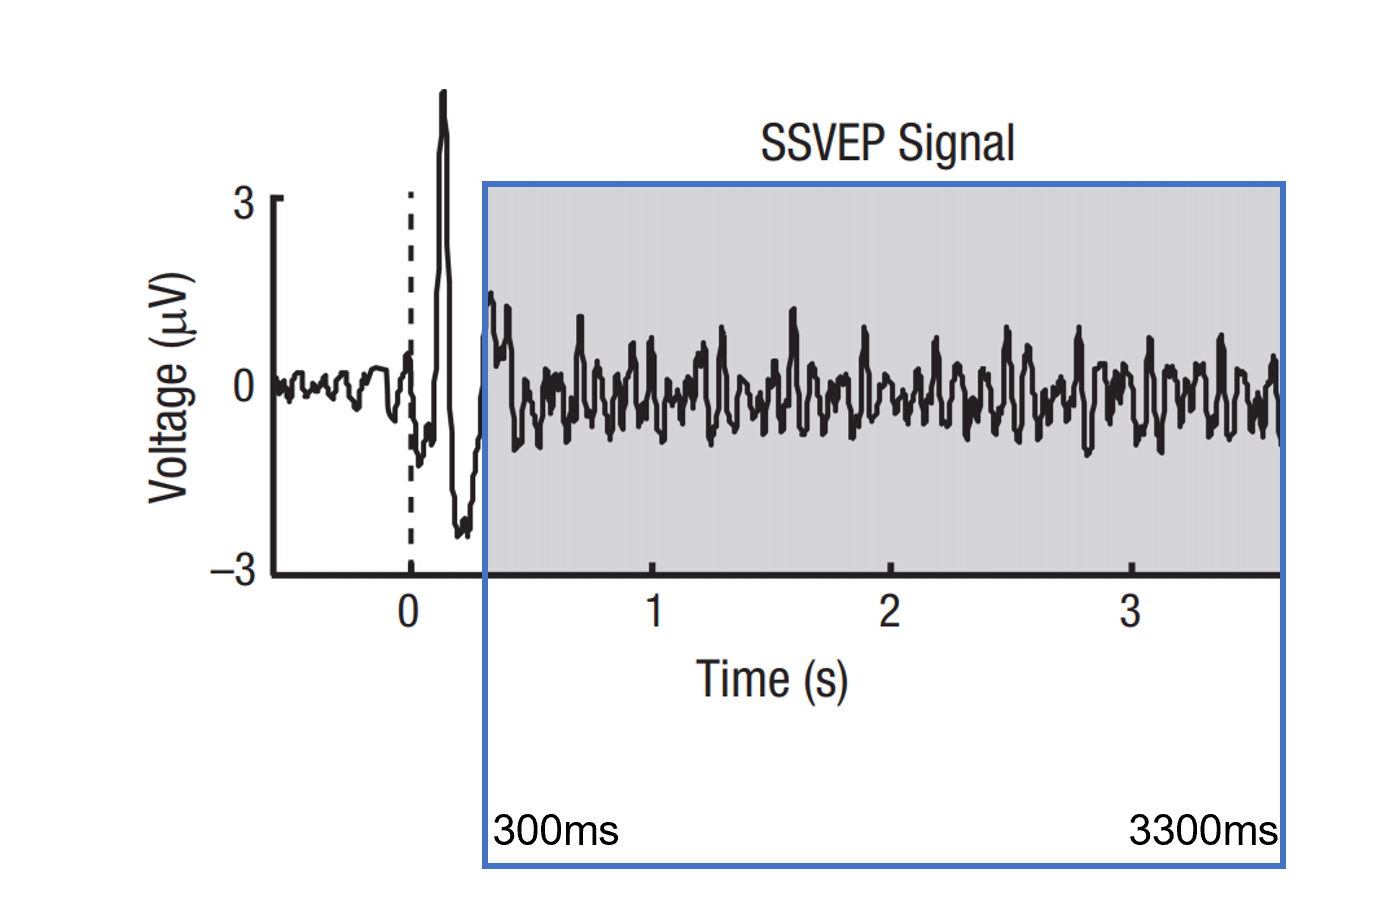 SSVEP Signal
3
0
−3
Voltage (μV)
0 1 2 3
Time (s)
300ms 3300ms